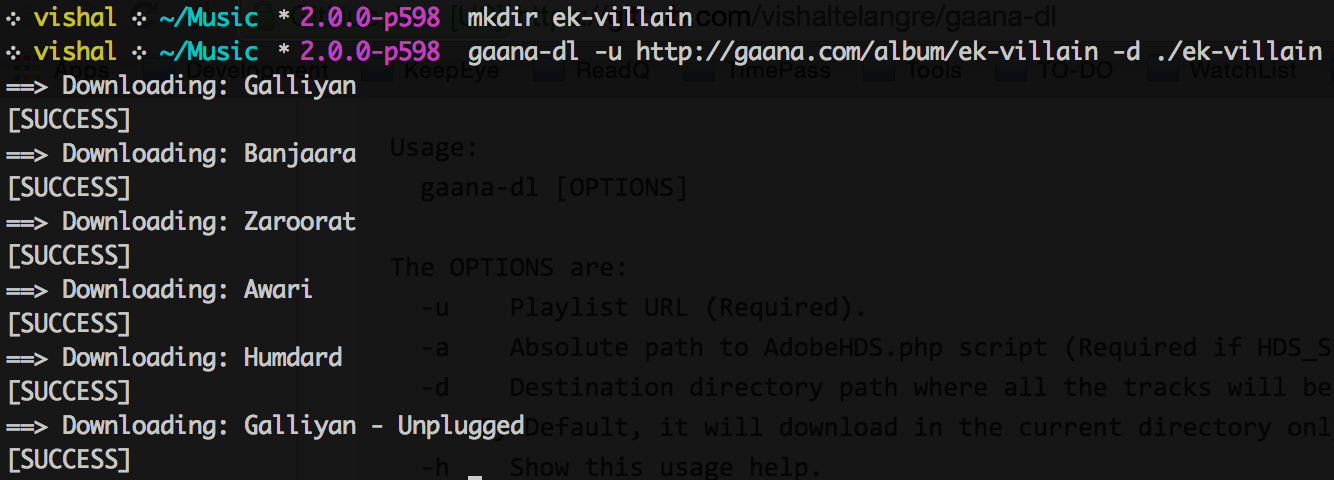 ❖ vishal ❖ ~/Music * 2.0.0-p598 mkdir ek-villain
❖ vishal ❖ ~/Music * 2.0.0-p598 gaana-dl -u http://gaana.com/album/ek-villain -d ./ek-villain
==> Downloading: Galliyan
[SUCCESS]
==> Downloading: Banjaara
[SUCCESS]
==> Downloading: Zaroorat
[SUCCESS]
==> Downloading: Awari
[SUCCESS]
==> Downloading: Humdard
[SUCCESS]
==> Downloading: Galliyan - Unplugged
[SUCCESS]
.com/vishaltelangre/gaana-dl
Apps Development KeepEye ReadQ TimePass Tools TO-DO WatchList
Usage:
gaana-dl [OPTIONS]
The OPTIONS are:
-u Playlist URL (Required).
-a Absolute path to AdobeHDS.php script (Required if HDS_S
-d Destination directory path where all the tracks will be
Default, it will download in the current directory onl
-h Show this usage help.